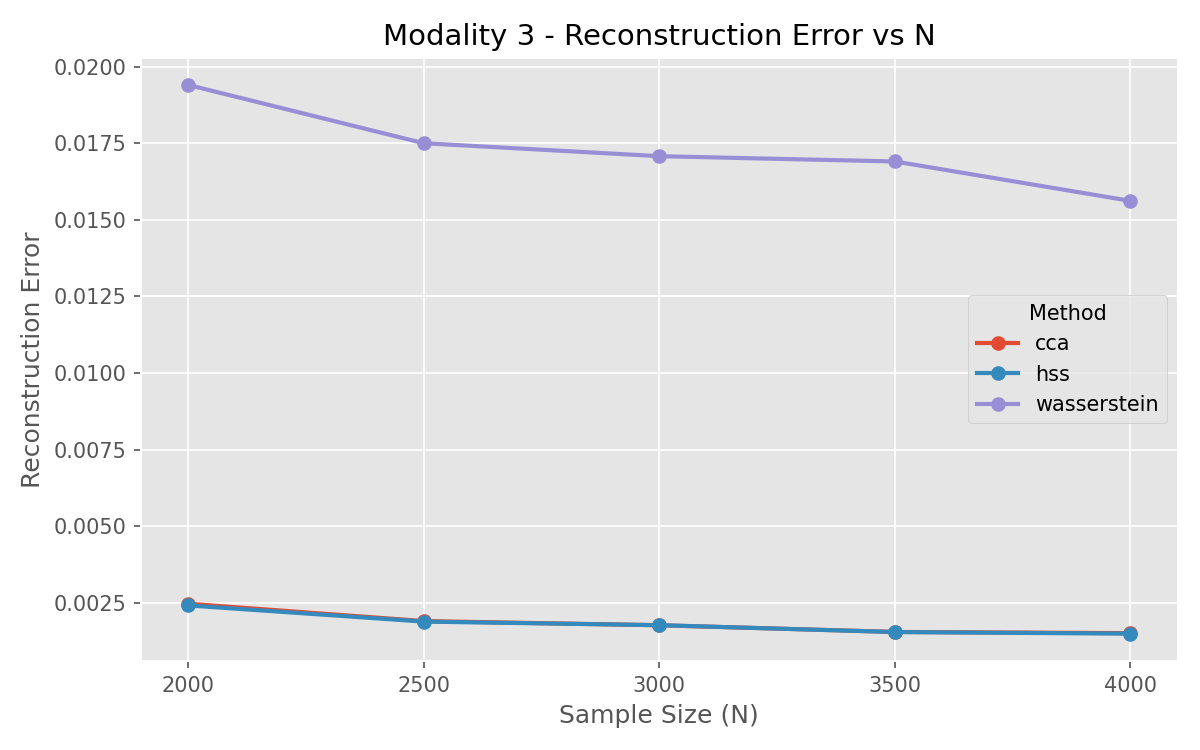 Modality 3 - Reconstruction Error vs N
0.0200
0.0175
0.0150
0.0125
0.0100
0.0075
0.0050
0.0025
Reconstruction Error
Method
cca
hss
wasserstein
2000 2500 3000 3500 4000
Sample Size (N)